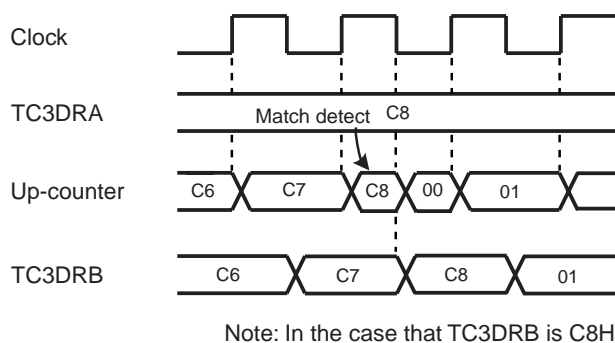 Clock
TC3DRA
Match detect C8
Up-counter
C6 C7 C8 00 01
TC3DRB
C6 C7 C8 01
Note: In the case that TC3DRB is C8H